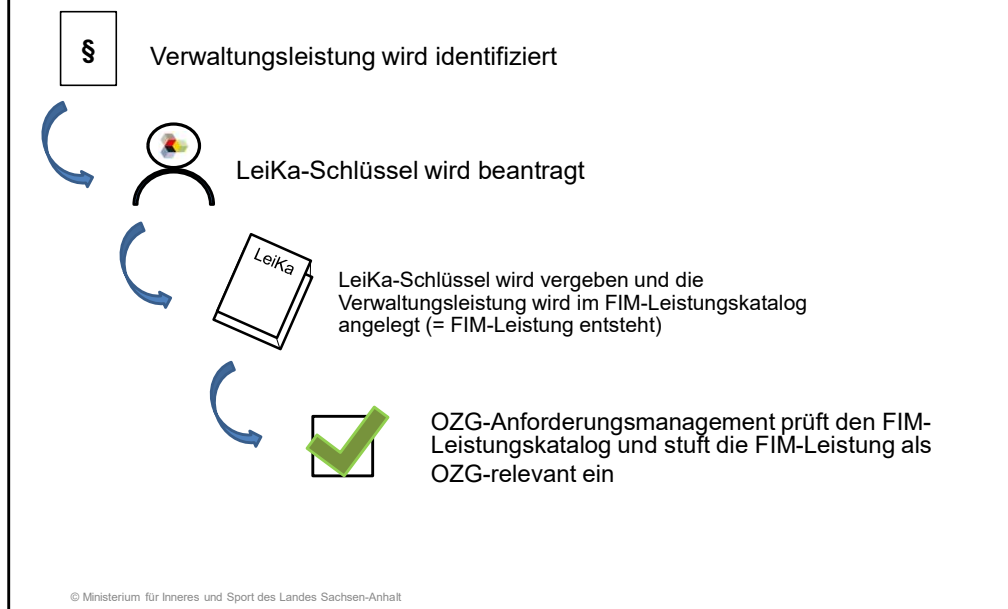 §
Verwaltungsleistung wird identifiziert
LeiKa-Schlüssel wird beantragt
LeiKa
LeiKa-Schlüssel wird vergeben und die
Verwaltungsleistung wird im FIM-Leistungskatalog
angelegt (= FIM-Leistung entsteht)
OZG-Anforderungsmanagement prüft den FIM-
Leistungskatalog und stuft die FIM-Leistung als
OZG-relevant ein
© Ministerium für Inneres und Sport des Landes Sachsen-Anhalt